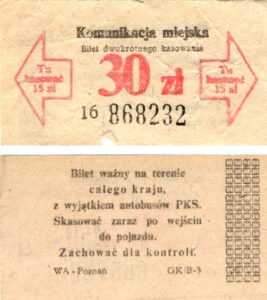 Komunikacja miejska
Bilet dwukrotnego kasowania
Tu
kasować
15 zł
30 zł
Tu
kasować
15 zł
16 868232
Bilet ważny na terenie
całego kraju,
z wyjątkiem autobusów PKS.
Skasować zaraz po wejściu
do pojazdu.
Zachować dla kontroli.
WA - Poznań GK/B-3